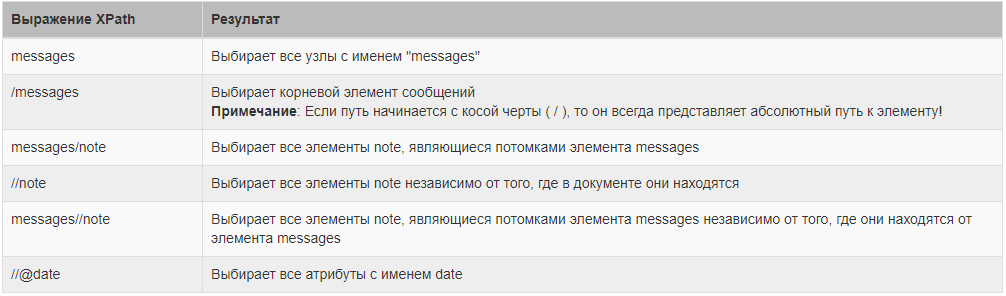 Выражение XPath Результат
messages Выбирает все узлы с именем "messages"
/messages Выбирает корневой элемент сообщений
Примечание: Если путь начинается с косой черты ( / ), то он всегда представляет абсолютный путь к элементу!
messages/note Выбирает все элементы note, являющиеся потомками элемента messages
//note Выбирает все элементы note независимо от того, где в документе они находятся
messages//note Выбирает все элементы note, являющиеся потомками элемента messages независимо от того, где они находятся от
элемента messages
//@date Выбирает все атрибуты с именем date